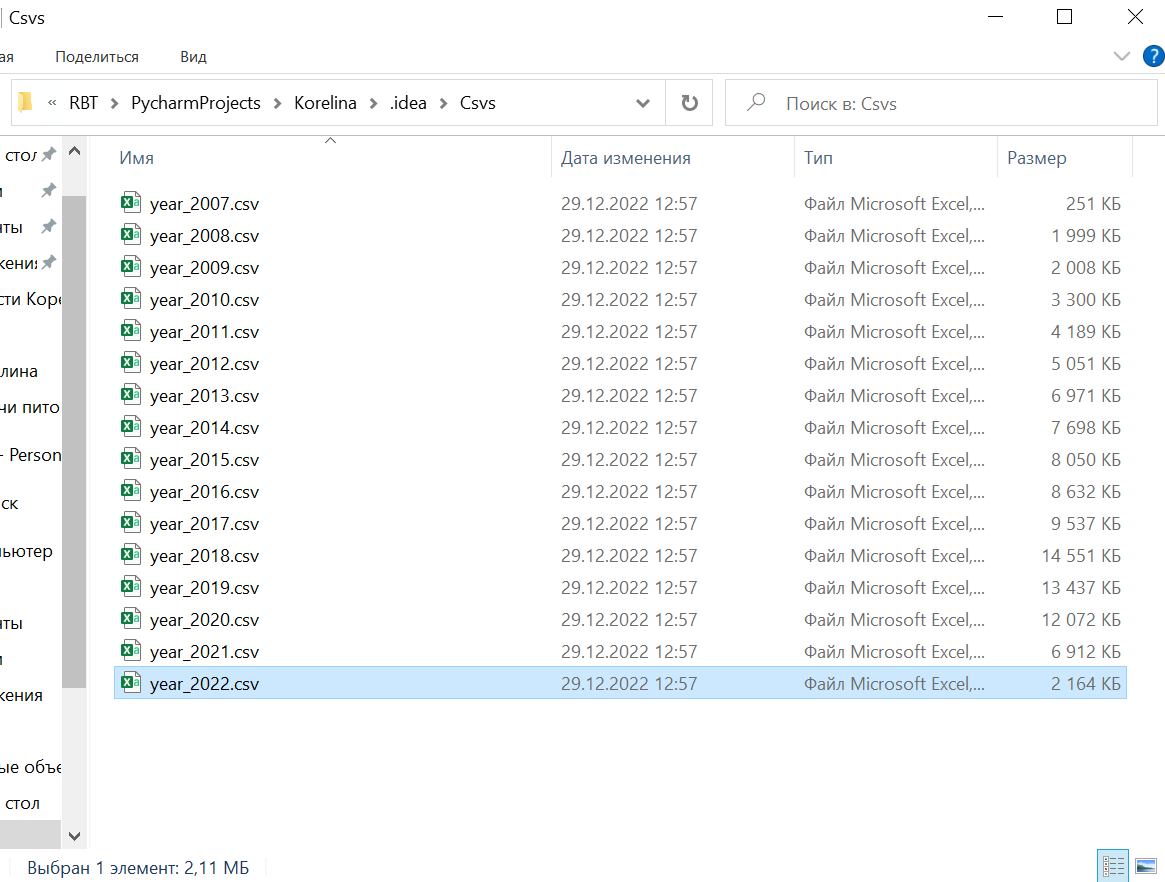 Csvs
ая Поделиться Вид
« RBT > PycharmProjects > Korelina > .idea > Csvs
Поиск в: Csvs
Имя Дата изменения Тип Размер
year_2007.csv 29.12.2022 12:57 Файл Microsoft Excel,... 251 КБ
year_2008.csv 29.12.2022 12:57 Файл Microsoft Excel,... 1 999 КБ
year_2009.csv 29.12.2022 12:57 Файл Microsoft Excel,... 2 008 КБ
year_2010.csv 29.12.2022 12:57 Файл Microsoft Excel,... 3 300 КБ
year_2011.csv 29.12.2022 12:57 Файл Microsoft Excel,... 4 189 КБ
year_2012.csv 29.12.2022 12:57 Файл Microsoft Excel,... 5 051 КБ
year_2013.csv 29.12.2022 12:57 Файл Microsoft Excel,... 6 971 КБ
year_2014.csv 29.12.2022 12:57 Файл Microsoft Excel,... 7 698 КБ
year_2015.csv 29.12.2022 12:57 Файл Microsoft Excel,... 8 050 КБ
year_2016.csv 29.12.2022 12:57 Файл Microsoft Excel,... 8 632 КБ
year_2017.csv 29.12.2022 12:57 Файл Microsoft Excel,... 9 537 КБ
year_2018.csv 29.12.2022 12:57 Файл Microsoft Excel,... 14 551 КБ
year_2019.csv 29.12.2022 12:57 Файл Microsoft Excel,... 13 437 КБ
year_2020.csv 29.12.2022 12:57 Файл Microsoft Excel,... 12 072 КБ
year_2021.csv 29.12.2022 12:57 Файл Microsoft Excel,... 6 912 КБ
year_2022.csv 29.12.2022 12:57 Файл Microsoft Excel,... 2 164 КБ
стол
нты
жения
сти Коре
лина
чи пито
- Person
ск
пьютер
нты
жения
ые объе
стол
Выбран 1 элемент: 2,11 МБ